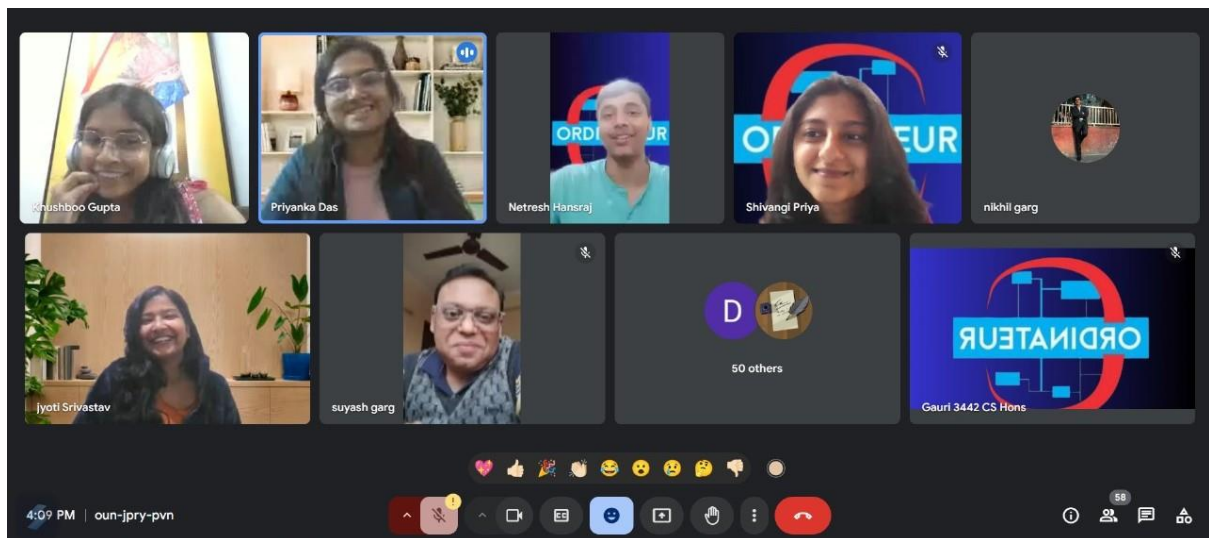 ORDINATEUR
Khushboo Gupta
Priyanka Das
Netresh Hansraj
Shivangi Priya
nikhil garg
D
50 others
ORDINATEUR
jyoti Srivastav
suyash garg
Gauri 3442 CS Hons
58
4:09 PM | oun-jpry-pvn